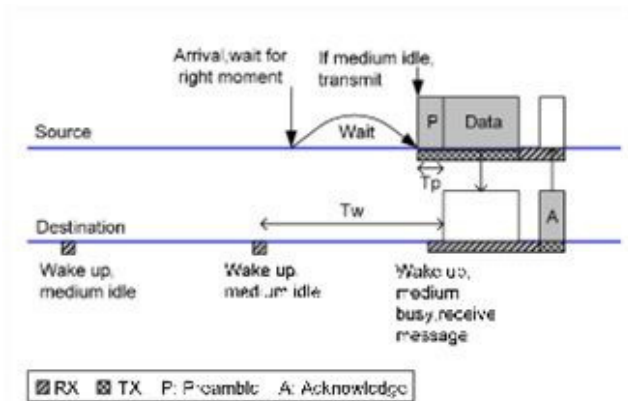 Arrival,wait for
right moment
If medium idle,
transmit
Source
Wait
P
Data
Tp
Tw
A
Destination
Wake up,
medium idle
Wake up,
medium idle
Wake up,
medium
busy,receive
message
RX TX P: Preamble A: Acknowledge